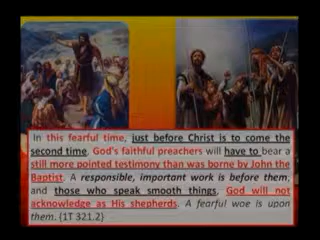 In this fearful time, just before Christ is to come the
second time, God's faithful preachers will have to bear a
still more pointed testimony than was borne by John the
Baptist. A responsible, important work is before them;
and those who speak smooth things, God will not
acknowledge as His shepherds. A fearful woe is upon
them. (1T 321.2)